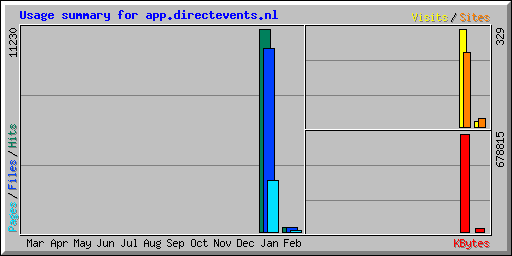 Usage summary for app.directevents.nl
Visits / Sites
11230
329
Pages / Files / Hits
678815
Mar Apr May Jun Jul Aug Sep Oct Nov Dec Jan Feb
KBytes